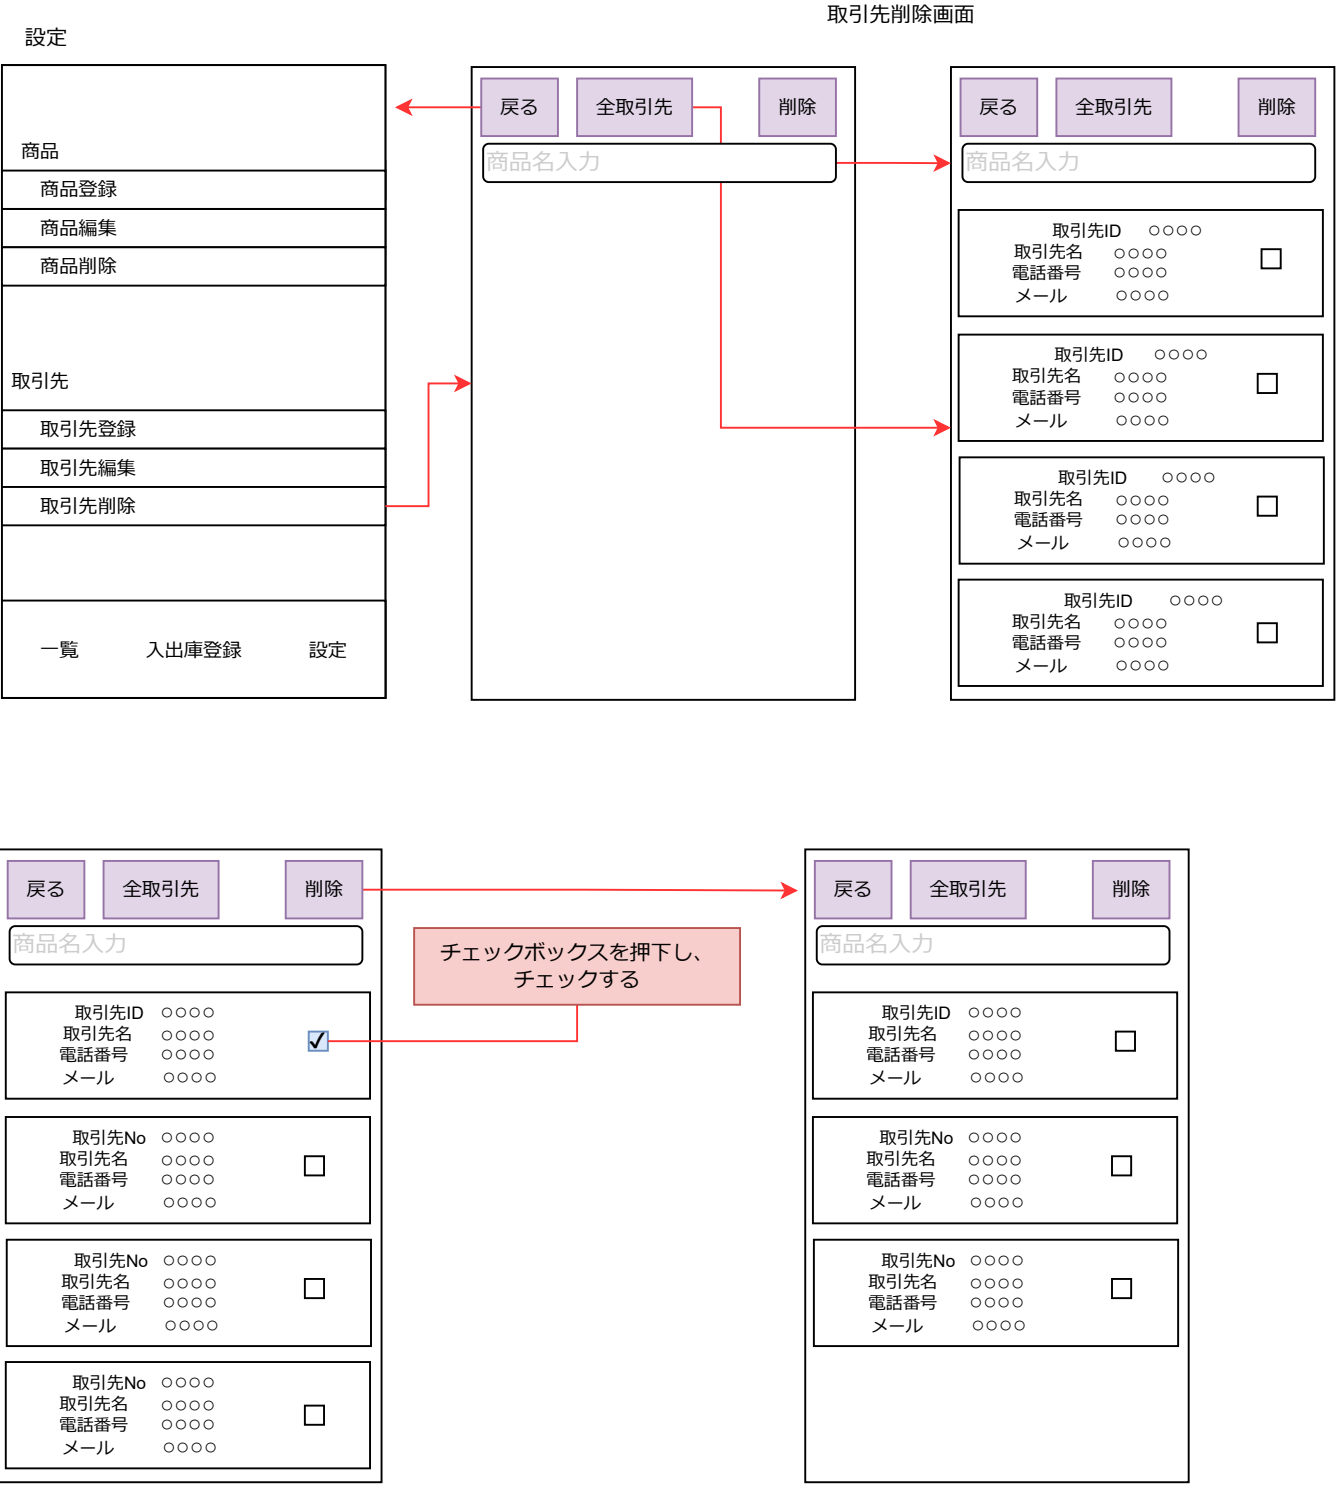 取引先削除画面
設定
商品
商品登録
商品編集
商品削除
取引先
取引先登録
取引先編集
取引先削除
一覧 入出庫登録 設定
戻る 全取引先 削除
商品名入力
戻る 全取引先 削除
商品名入力
取引先ID ○○○○
取引先名 ○○○○
電話番号 ○○○○
メール ○○○○
取引先ID ○○○○
取引先名 ○○○○
電話番号 ○○○○
メール ○○○○
取引先ID ○○○○
取引先名 ○○○○
電話番号 ○○○○
メール ○○○○
取引先ID ○○○○
取引先名 ○○○○
電話番号 ○○○○
メール ○○○○
戻る 全取引先 削除
商品名入力
取引先ID ○○○○
取引先名 ○○○○
電話番号 ○○○○
メール ○○○○
取引先No ○○○○
取引先名 ○○○○
電話番号 ○○○○
メール ○○○○
取引先No ○○○○
取引先名 ○○○○
電話番号 ○○○○
メール ○○○○
取引先No ○○○○
取引先名 ○○○○
電話番号 ○○○○
メール ○○○○
チェックボックスを押下し、
チェックする
戻る 全取引先 削除
商品名入力
取引先ID ○○○○
取引先名 ○○○○
電話番号 ○○○○
メール ○○○○
取引先No ○○○○
取引先名 ○○○○
電話番号 ○○○○
メール ○○○○
取引先No ○○○○
取引先名 ○○○○
電話番号 ○○○○
メール ○○○○